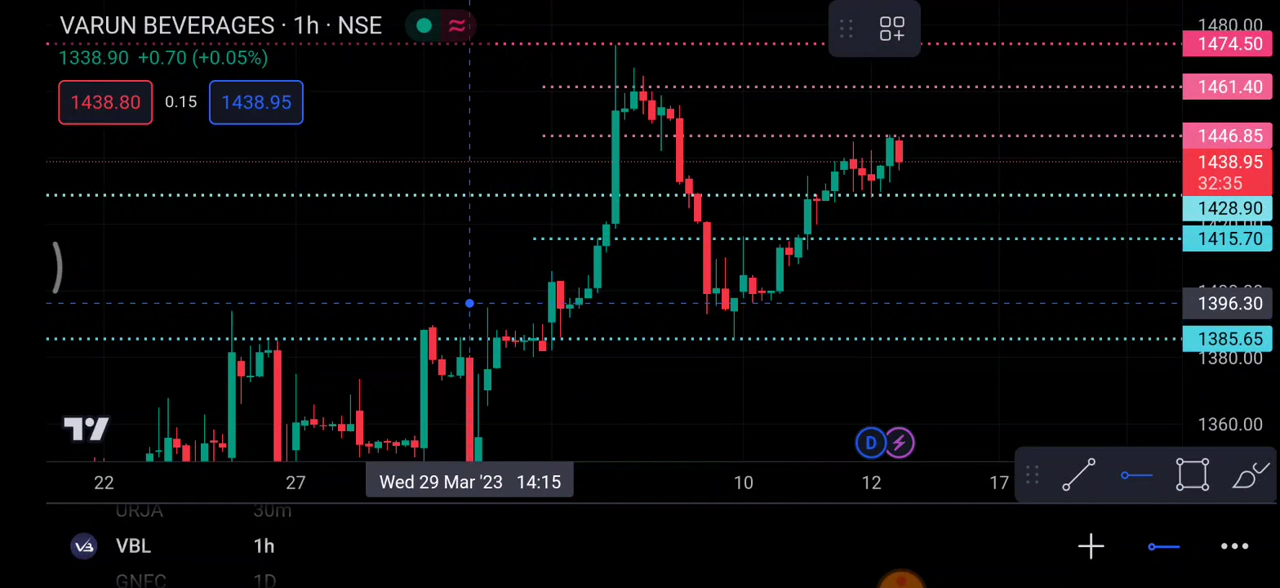 VARUN BEVERAGES · 1h · NSE
1338.90 +0.70 (+0.05%)
1438.80 0.15 1438.95
1480.00
1474.50
1461.40
1446.85
1438.95
32:35
1428.90
1415.70
1396.30
1385.65
1380.00
1360.00
22 27 Wed 29 Mar '23 14:15 10 12 17
D
URJA 30m
VBL 1h
GNFC 1D